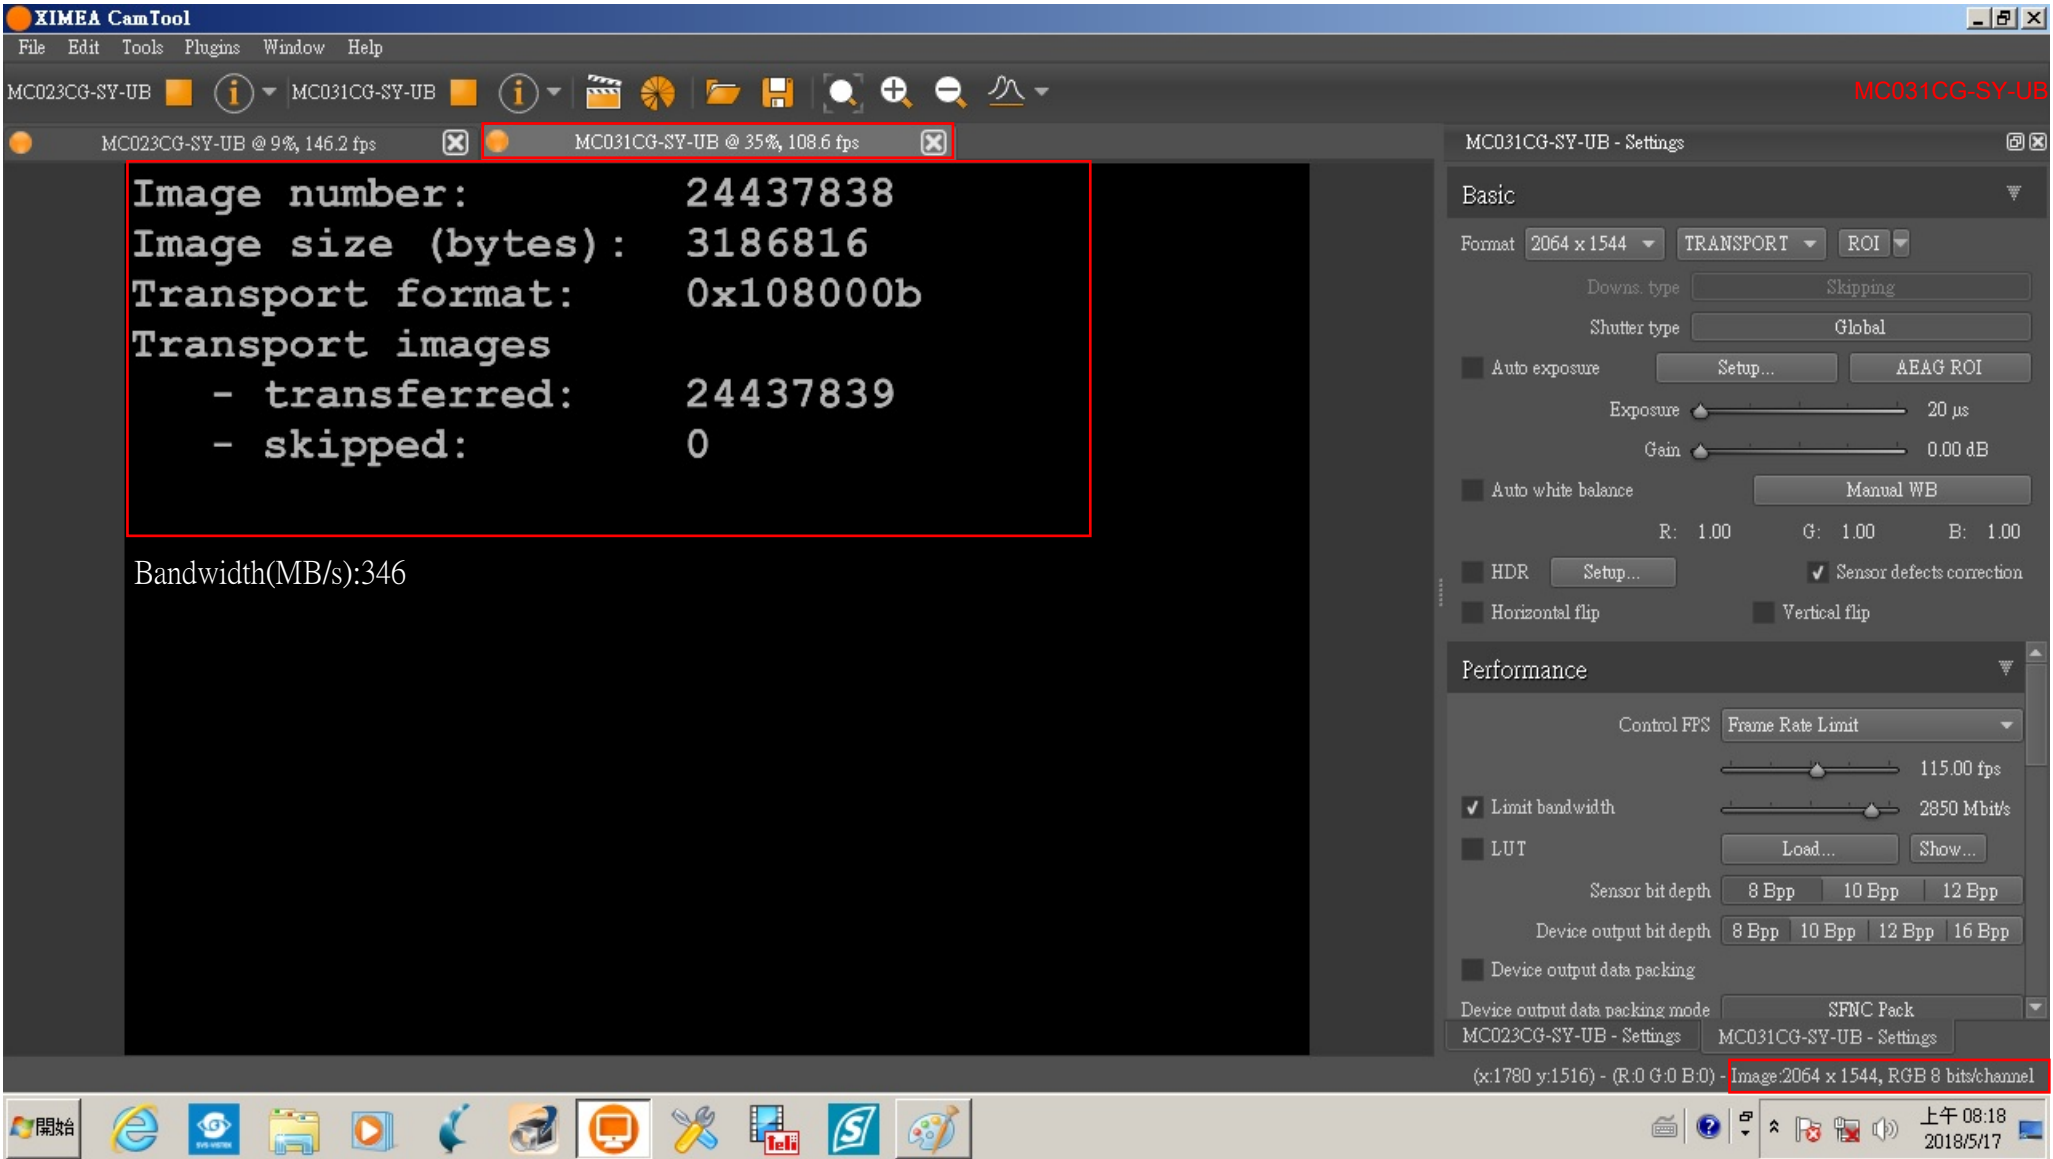 XIMEA CamTool
File Edit Tools Plugins Window Help
MC023CG-SY-UB MC031CG-SY-UB
MC031CG-SY-UB
MC023CG-SY-UB @ 9%, 146.2 fps
MC031CG-SY-UB @ 35%, 108.6 fps
Image number: 24437838
Image size (bytes): 3186816
Transport format: 0x108000b
Transport images
- transferred: 24437839
- skipped: 0
Bandwidth(MB/s):346
MC031CG-SY-UB - Settings
Basic
Format 2064 x 1544 TRANSPORT ROI
Downs. type Skipping
Shutter type Global
Auto exposure Setup... AEAG ROI
Exposure 20 µs
Gain 0.00 dB
Auto white balance Manual WB
R: 1.00 G: 1.00 B: 1.00
HDR Setup... Sensor defects correction
Horizontal flip Vertical flip
Performance
Control FPS Frame Rate Limit
115.00 fps
Limit bandwidth 2850 Mbit/s
LUT Load... Show...
Sensor bit depth 8 Bpp 10 Bpp 12 Bpp
Device output bit depth 8 Bpp 10 Bpp 12 Bpp 16 Bpp
Device output data packing
Device output data packing mode SFNC Pack
MC023CG-SY-UB - Settings MC031CG-SY-UB - Settings
(x:1780 y:1516) - (R:0 G:0 B:0) - Image:2064 x 1544, RGB 8 bits/channel
開始
SVS-VISTEK
Teli
上午 08:18
2018/5/17